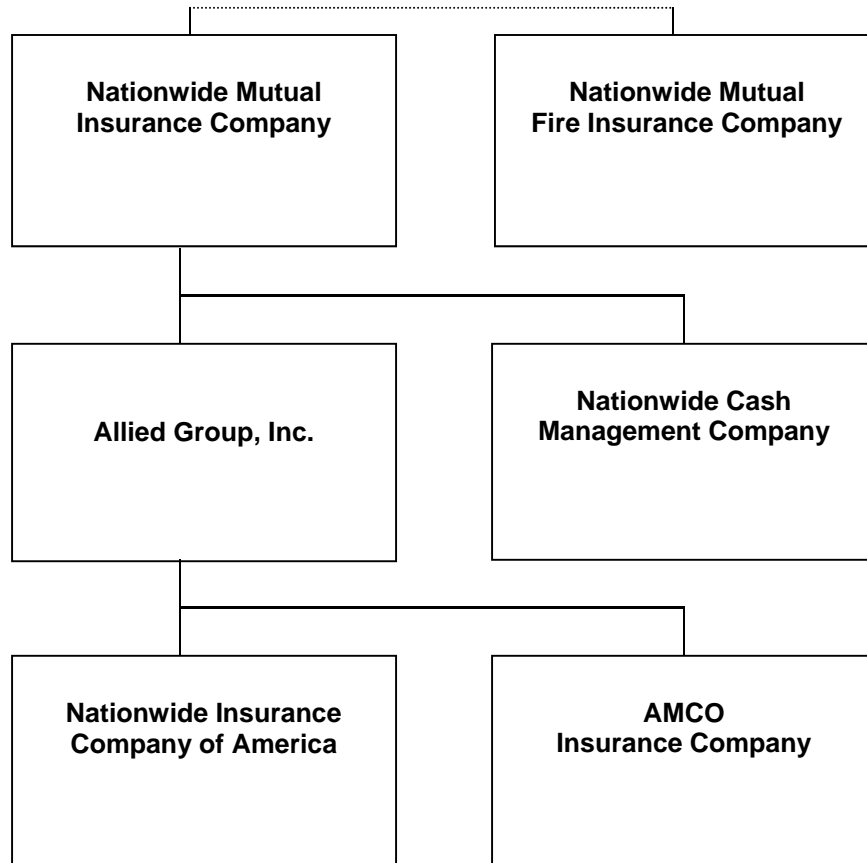 Nationwide Mutual
Insurance Company
Nationwide Mutual
Fire Insurance Company
Allied Group, Inc.
Nationwide Cash
Management Company
Nationwide Insurance
Company of America
AMCO
Insurance Company